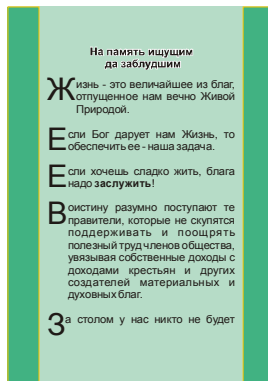 На память ищущим
да заблудшим
Жизнь - это величайшее из благ,
отпущенное нам вечно Живой
Природой.
Если Бог дарует нам Жизнь, то
обеспечить ее - наша задача.
Если хочешь сладко жить, блага
надо заслужить!
Воистину разумно поступают те
правители, которые не скупятся
поддерживать и поощрять
полезный труд членов общества,
увязывая собственные доходы с
доходами крестьян и других
создателей материальных и
духовных благ.
За столом у нас никто не будет